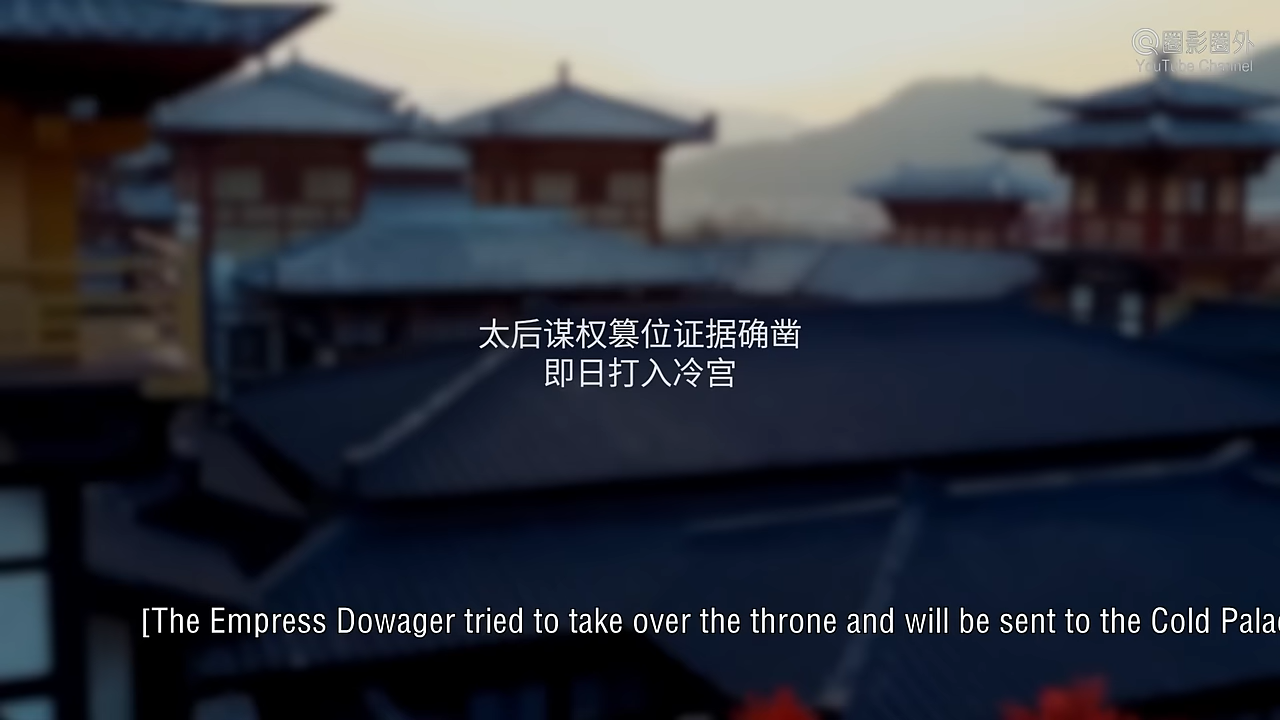 圈影圈外
YouTube Channel
太后谋权篡位证据确凿
即日打入冷宫
[The Empress Dowager tried to take over the throne and will be sent to the Cold